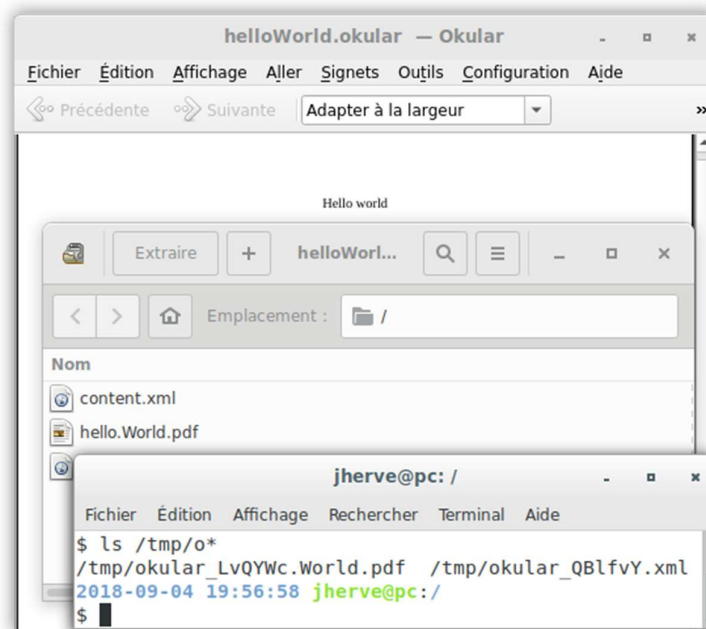 helloWorld.okular — Okular
Fichier Édition Affichage Aller Signets Outils Configuration Aide
Précédente Suivante Adapter à la largeur »
Hello world
Extraire + helloWorl...
Emplacement : /
Nom
content.xml
hello.World.pdf
jherve@pc: /
Fichier Édition Affichage Rechercher Terminal Aide
$ ls /tmp/o*
/tmp/okular_LvQYWc.World.pdf /tmp/okular_QBlfvY.xml
2018-09-04 19:56:58 jherve@pc:/
$